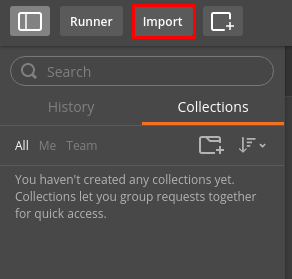 Runner Import
Search
History Collections
All Me Team
You haven't created any collections yet.
Collections let you group requests together
for quick access.